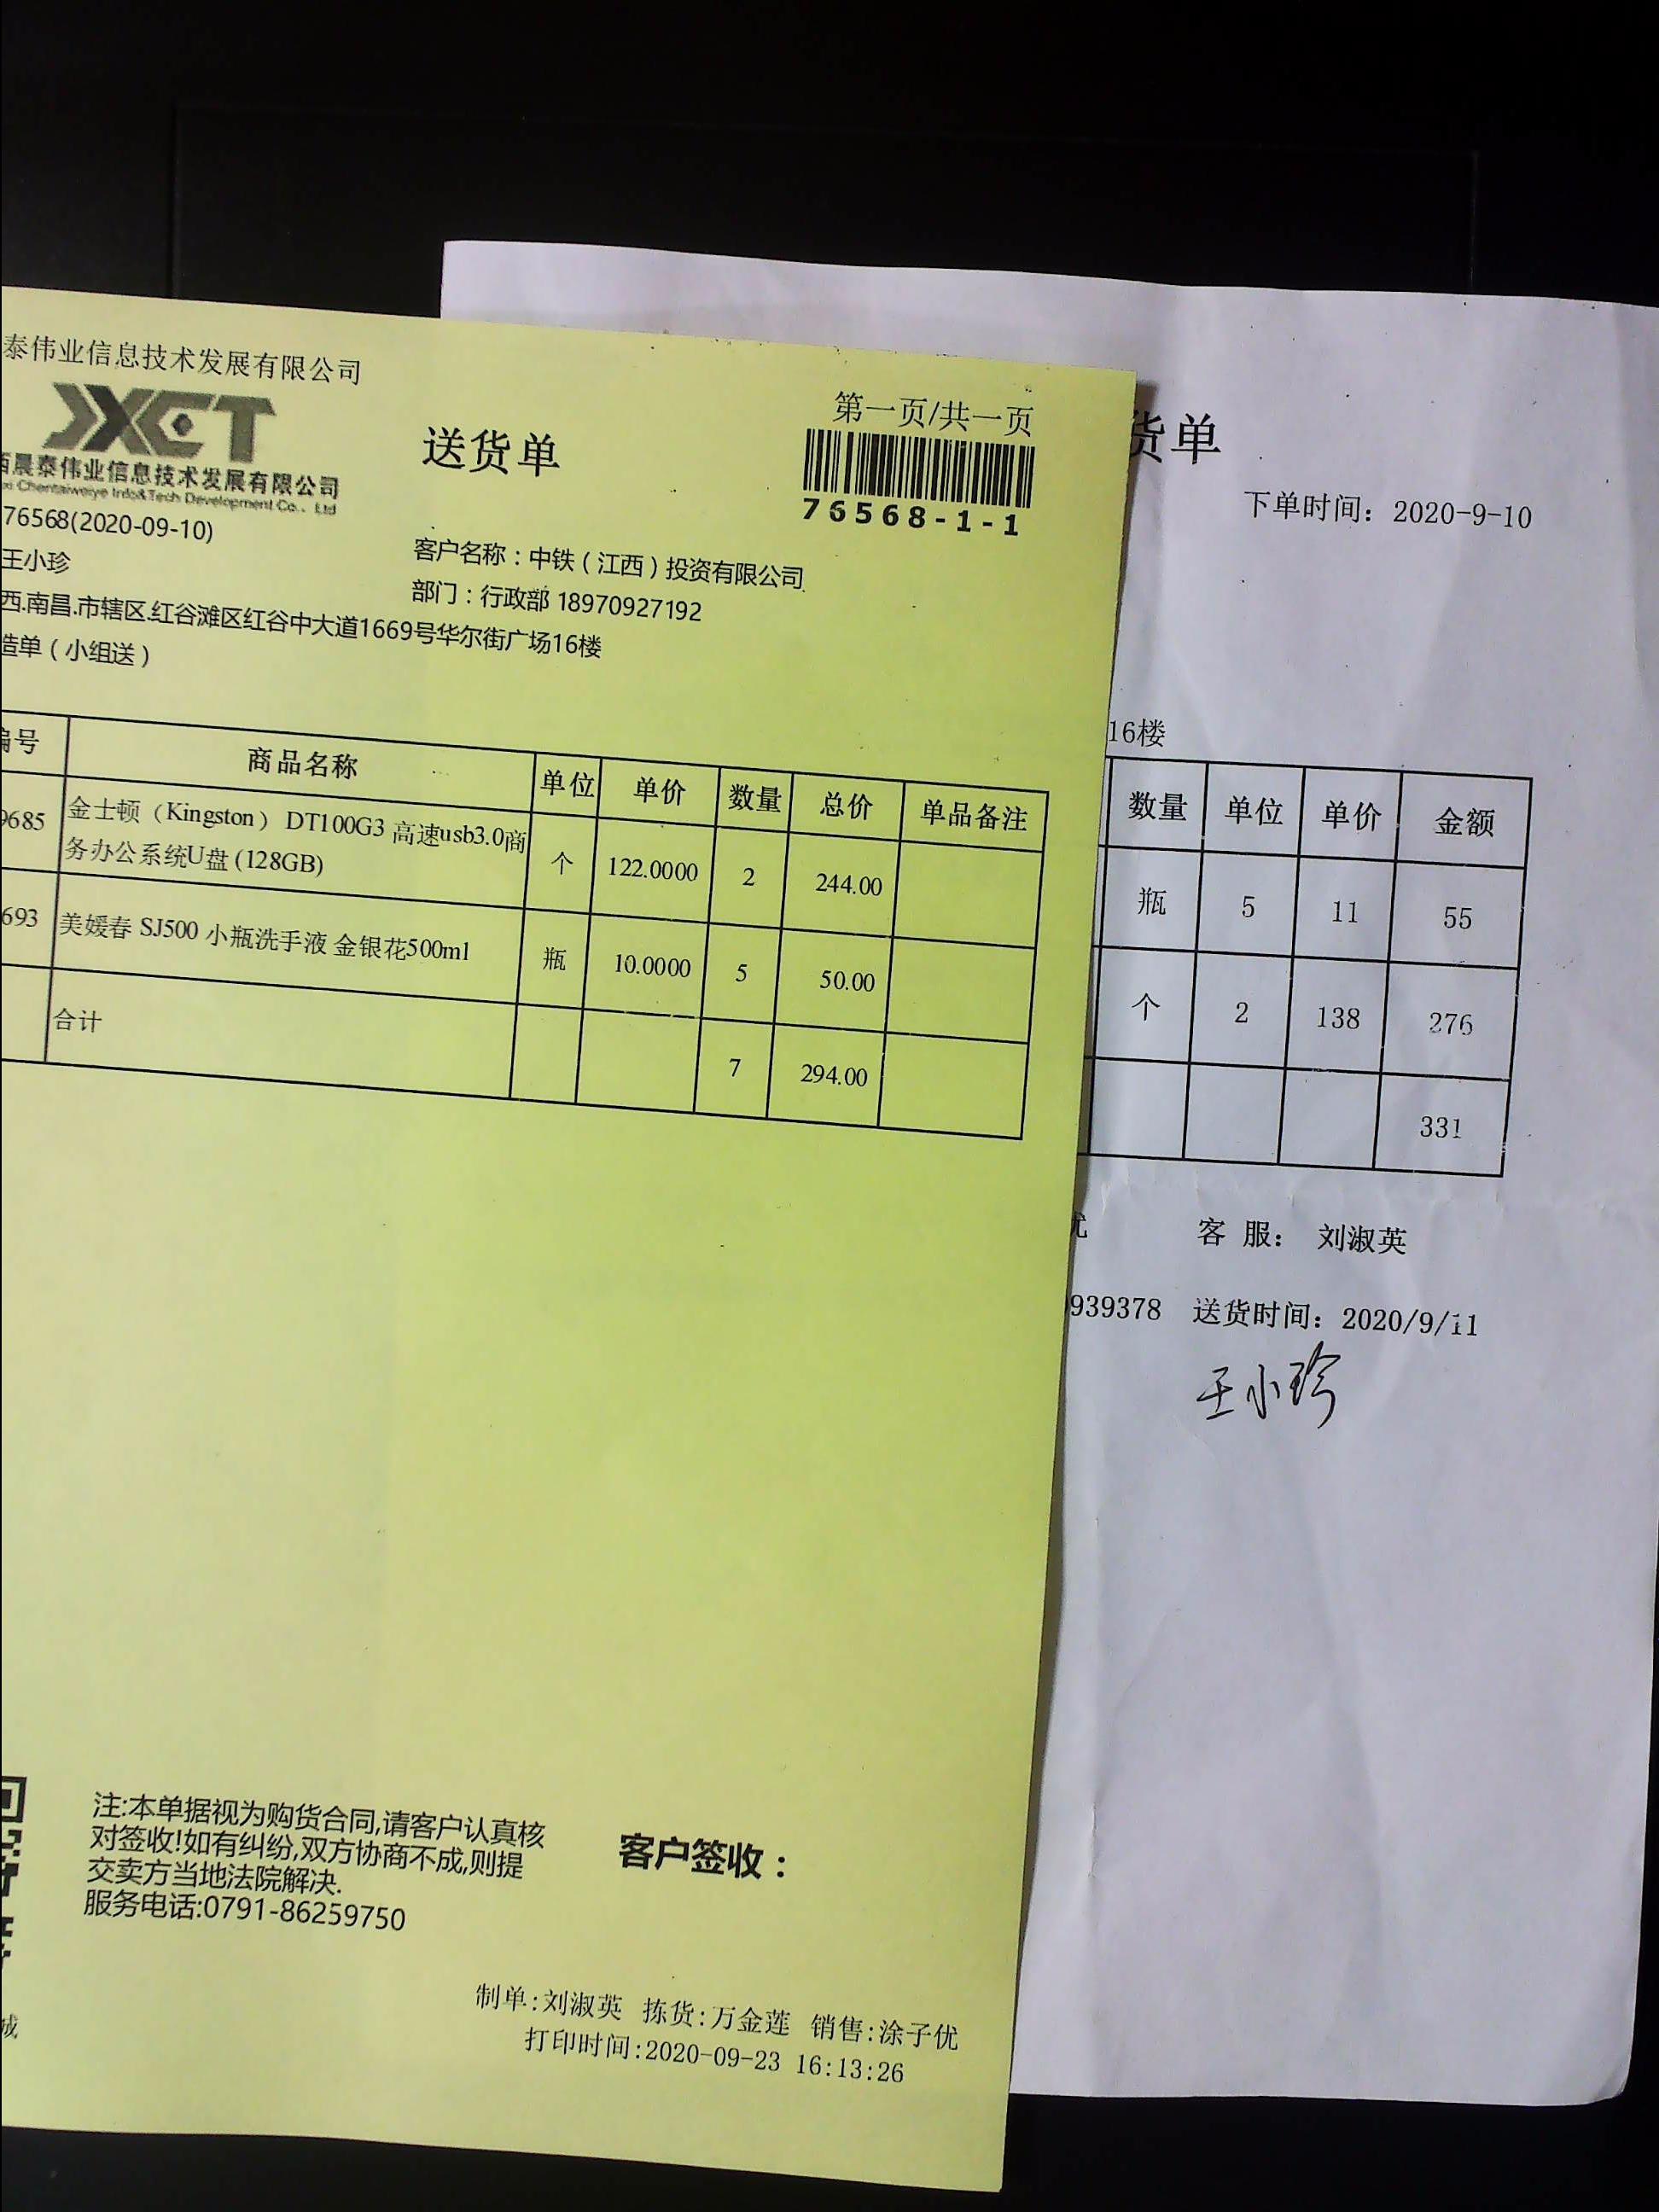 泰伟业信息技术发展有限公司
JXCT
西晨泰伟业信息技术发展有限公司
xi Chentaiweiye Info&Tech Development Co., Ltd
送货单
第一页/共一页
76568-1-1
76568(2020-09-10)
王小珍
客户名称：中铁（江西）投资有限公司
部门：行政部 18970927192
西.南昌.市辖区.红谷滩区红谷中大道1669号华尔街广场16楼
造单（小组送）
编号 商品名称 单位 单价 数量 总价 单品备注
9685 金士顿（Kingston） DT100G3 高速usb3.0商务办公系统U盘 (128GB) 个 122.0000 2 244.00
693 美媛春 SJ500 小瓶洗手液 金银花500ml 瓶 10.0000 5 50.00
合计 7 294.00
注:本单据视为购货合同,请客户认真核
对签收!如有纠纷,双方协商不成,则提
交卖方当地法院解决.
服务电话:0791-86259750
客户签收：
制单:刘淑英 拣货:万金莲 销售:涂子优
打印时间:2020-09-23 16:13:26
城
货单
下单时间：2020-9-10
16楼
数量 单位 单价 金额
瓶 5 11 55
个 2 138 276
331
优 客 服： 刘淑英
939378 送货时间：2020/9/11
王小珍